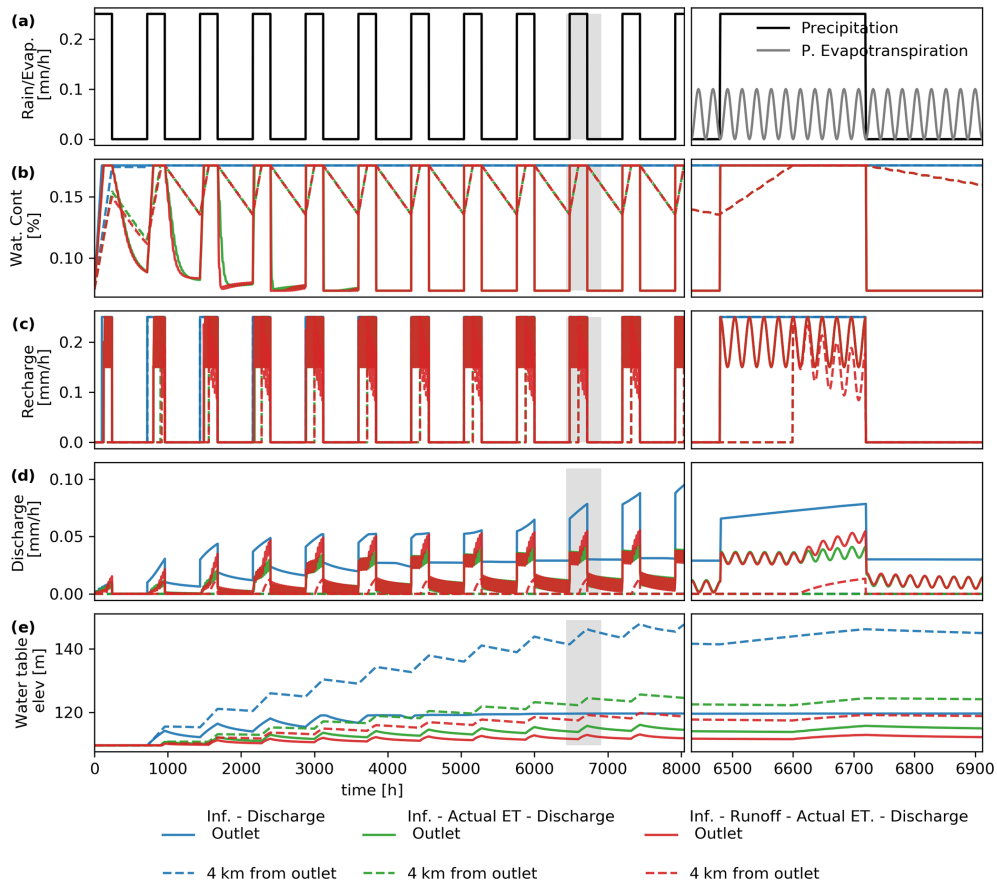 (a)
Rain/Evap.
[mn/h]
0.2
0.1
0.0
Precipitation
P. Evapotranspiration
(b)
Wat. Cont
[%]
0.15
0.10
(c)
Recharge
[mm/h]
0.2
0.1
0.0
(d)
Discharge
[mm/h]
0.10
0.05
0.00
(e)
Water table
elev [m]
140
120
0 1000 2000 3000 4000 5000 6000 7000 8000 6500 6600 6700 6800 6900
time [h]
Inf. - Discharge Inf. - Actual ET - Discharge Inf. - Runoff - Actual ET. - Discharge
Outlet Outlet Outlet
4 km from outlet 4 km from outlet 4 km from outlet